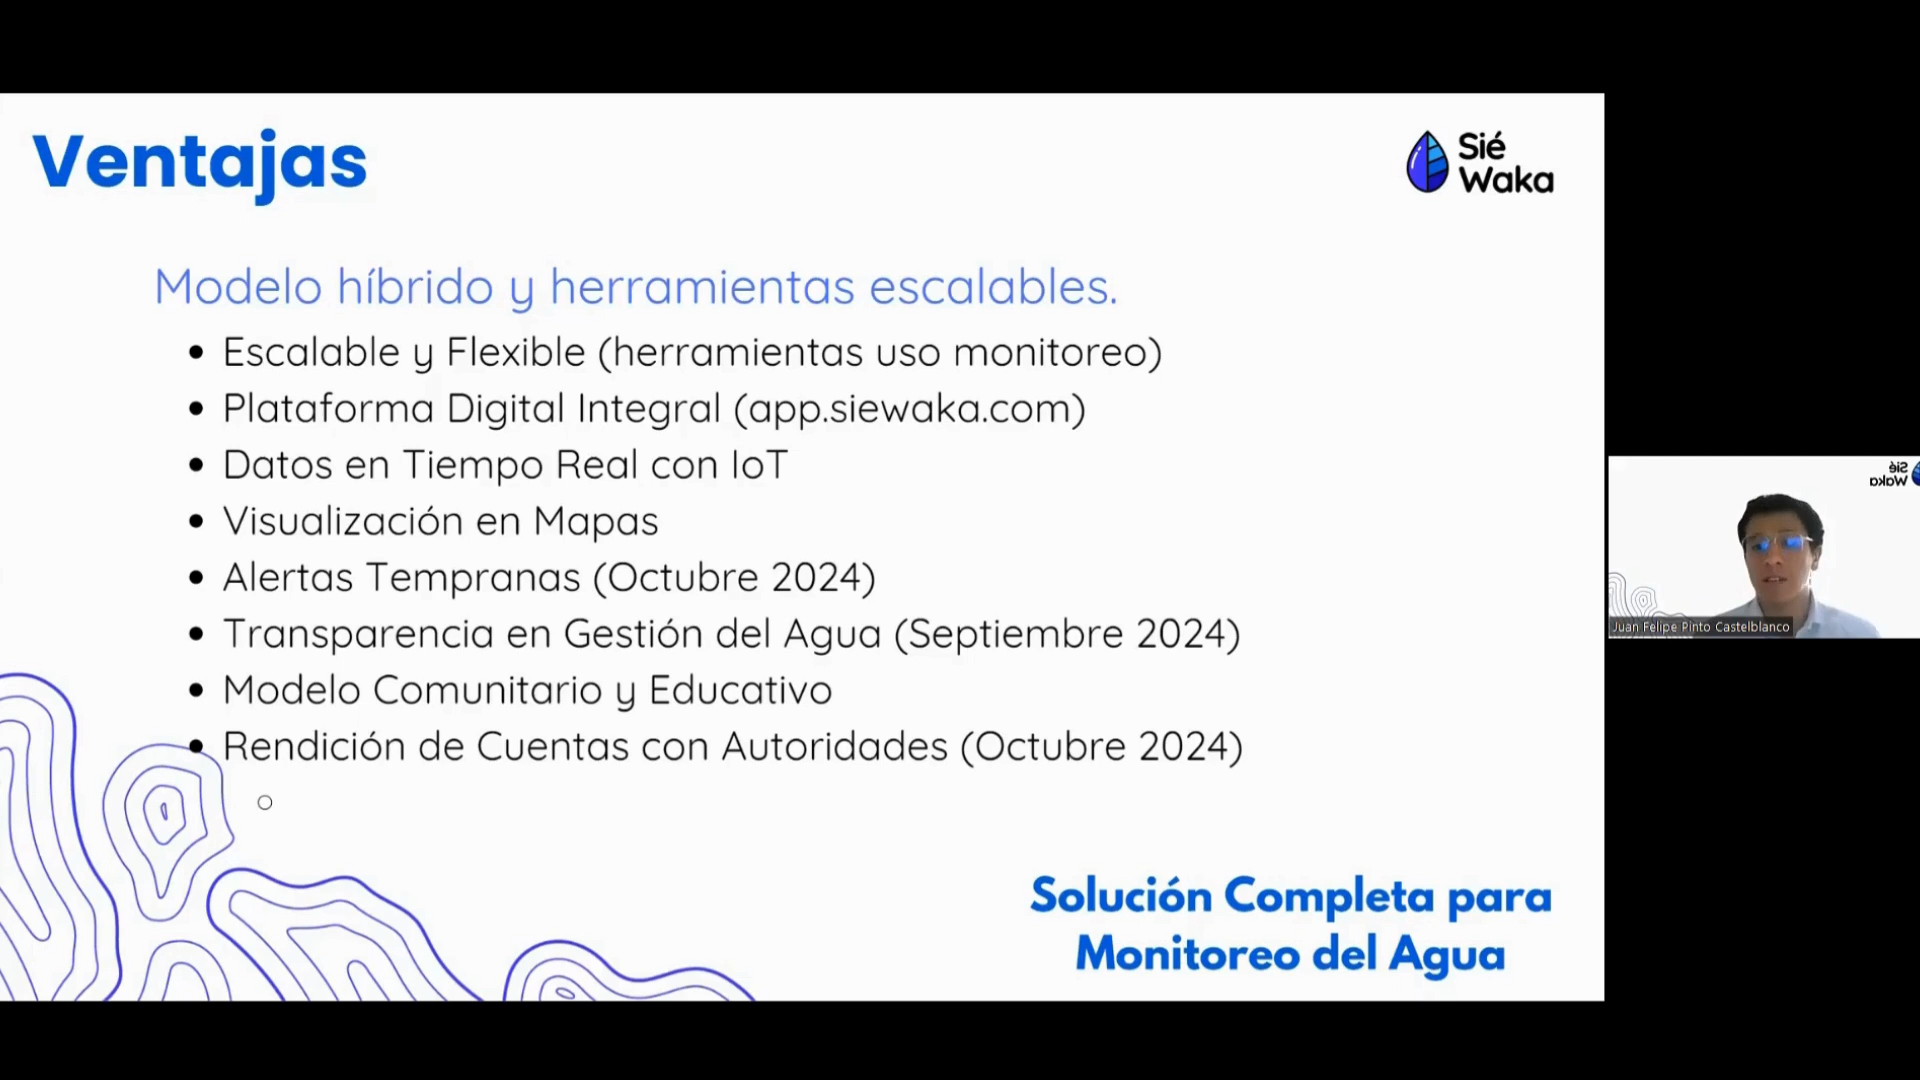 Ventajas
Sié
Waka
Modelo híbrido y herramientas escalables.
• Escalable y Flexible (herramientas uso monitoreo)
• Plataforma Digital Integral (app.siewaka.com)
• Datos en Tiempo Real con IoT
• Visualización en Mapas
• Alertas Tempranas (Octubre 2024)
• Transparencia en Gestión del Agua (Septiembre 2024)
• Modelo Comunitario y Educativo
• Rendición de Cuentas con Autoridades (Octubre 2024)
Solución Completa para
Monitoreo del Agua
Sié
Waka
Juan Felipe Pinto Castelblanco